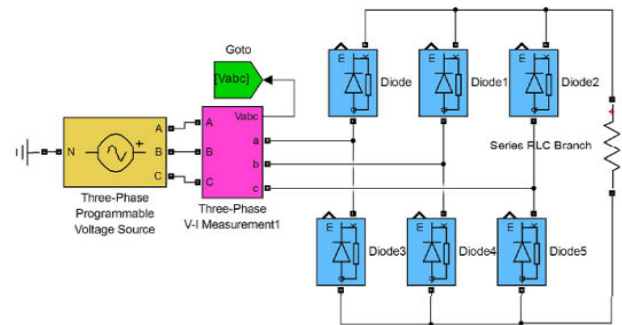 Goto
[Vabc]
E
Diode
E
Diode1
E
Diode2
N
A
B
C
A
B
C
Vabc
a
b
c
+
Series RLC Branch
Three-Phase
Programmable
Voltage Source
Three-Phase
V-I Measurement1
E
Diode3
E
Diode4
E
Diode5